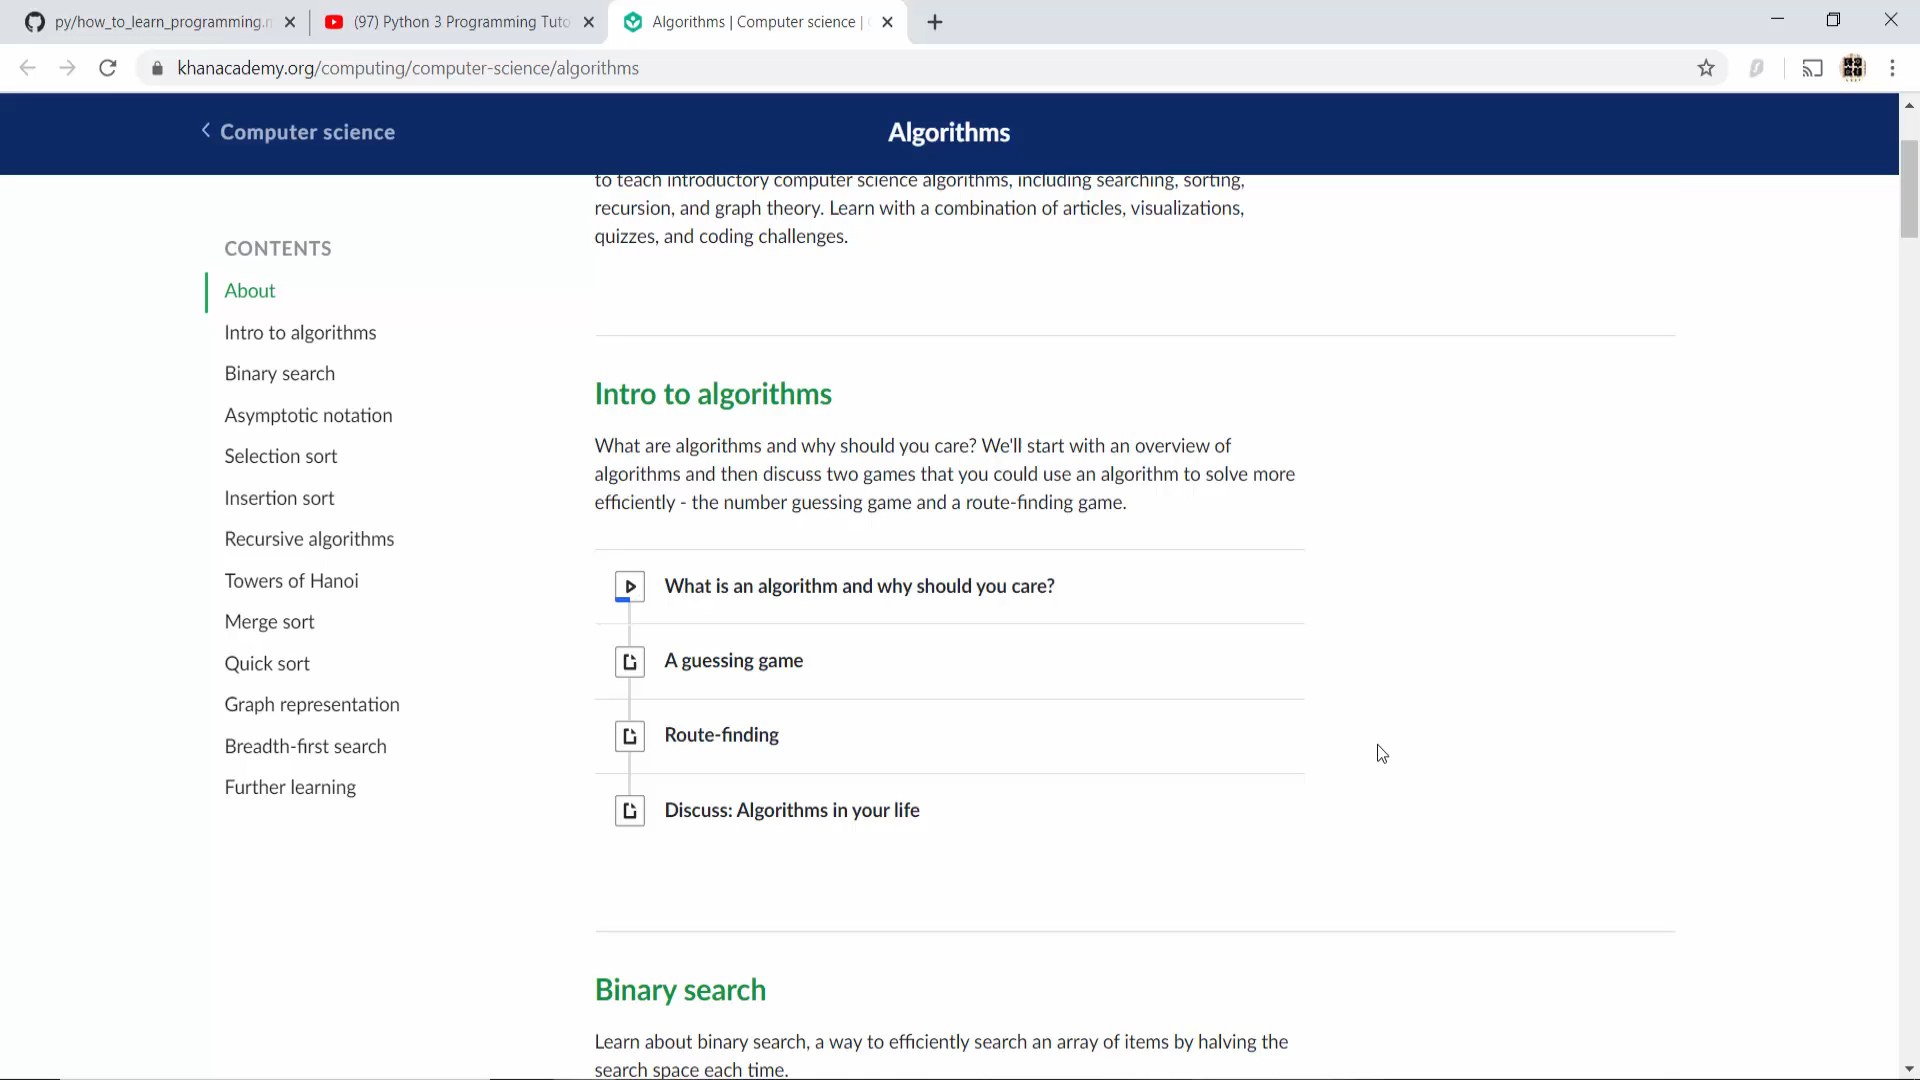 py/how_to_learn_programming.
(97) Python 3 Programming Tuto
Algorithms | Computer science |
khanacademy.org/computing/computer-science/algorithms
Computer science
Algorithms
to teach introductory computer science algorithms, including searching, sorting,
recursion, and graph theory. Learn with a combination of articles, visualizations,
quizzes, and coding challenges.
CONTENTS
About
Intro to algorithms
Binary search
Asymptotic notation
Selection sort
Insertion sort
Recursive algorithms
Towers of Hanoi
Merge sort
Quick sort
Graph representation
Breadth-first search
Further learning
Intro to algorithms
What are algorithms and why should you care? We'll start with an overview of
algorithms and then discuss two games that you could use an algorithm to solve more
efficiently - the number guessing game and a route-finding game.
What is an algorithm and why should you care?
A guessing game
Route-finding
Discuss: Algorithms in your life
Binary search
Learn about binary search, a way to efficiently search an array of items by halving the
search space each time.